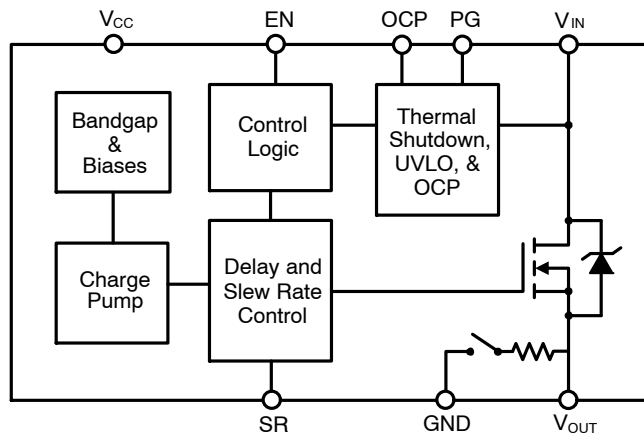 VCC
EN
OCP
PG
VIN
Bandgap
&
Biases
Control
Logic
Thermal
Shutdown,
UVLO, &
OCP
Charge
Pump
Delay and
Slew Rate
Control
SR
GND
VOUT